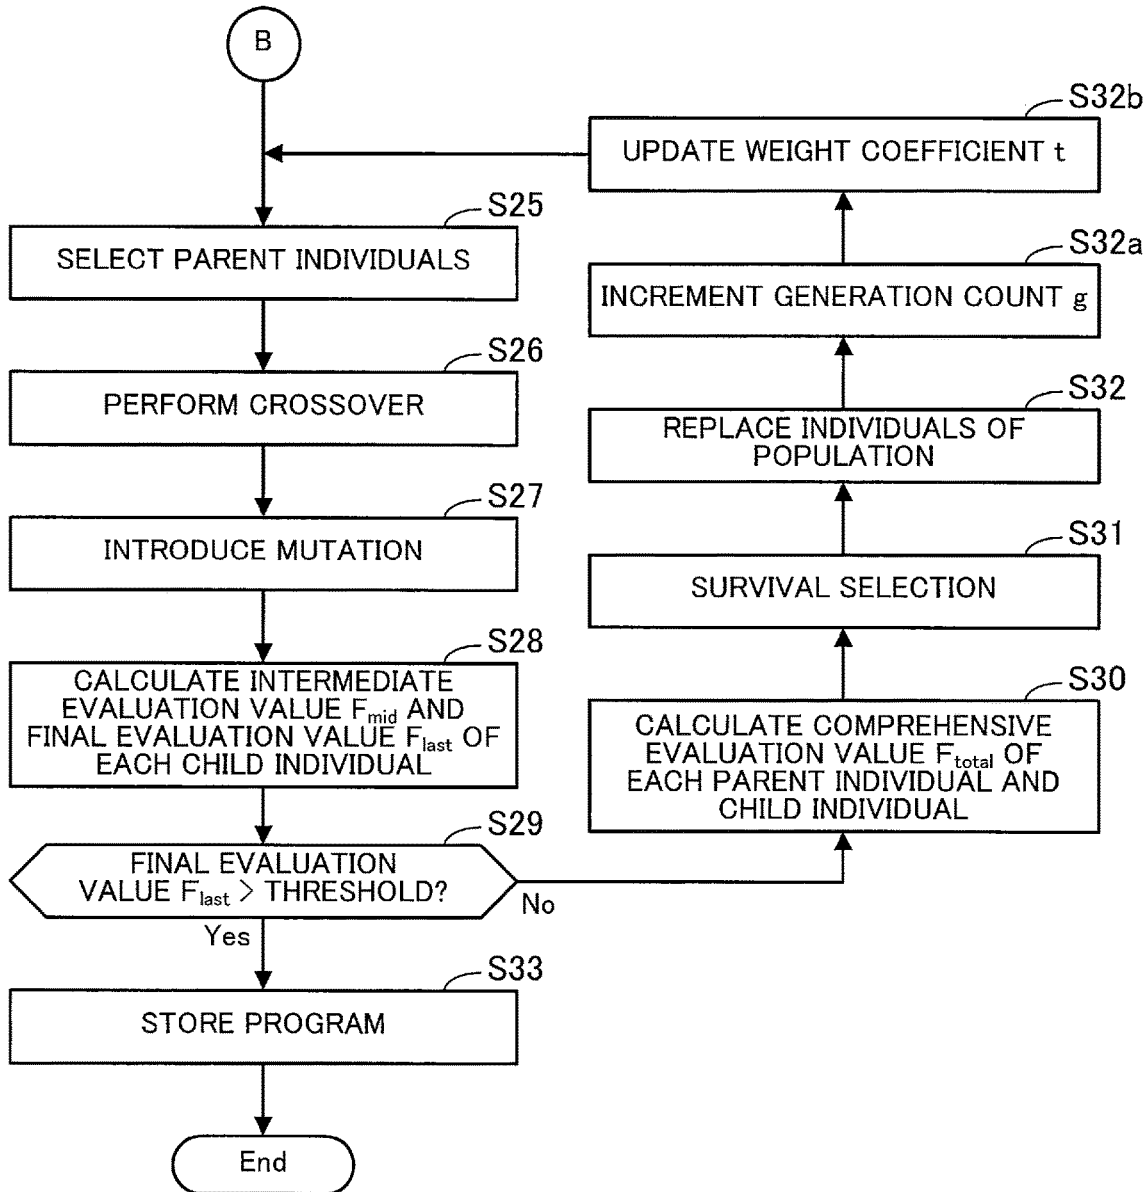 B
S25
SELECT PARENT INDIVIDUALS
S26
PERFORM CROSSOVER
S27
INTRODUCE MUTATION
S28
CALCULATE INTERMEDIATE
EVALUATION VALUE Fmid AND
FINAL EVALUATION VALUE Flast OF
EACH CHILD INDIVIDUAL
S29
FINAL EVALUATION
VALUE Flast > THRESHOLD?
No
Yes
S33
STORE PROGRAM
End
S30
CALCULATE COMPREHENSIVE
EVALUATION VALUE Ftotal OF
EACH PARENT INDIVIDUAL AND
CHILD INDIVIDUAL
S31
SURVIVAL SELECTION
S32
REPLACE INDIVIDUALS OF
POPULATION
S32a
INCREMENT GENERATION COUNT g
S32b
UPDATE WEIGHT COEFFICIENT t